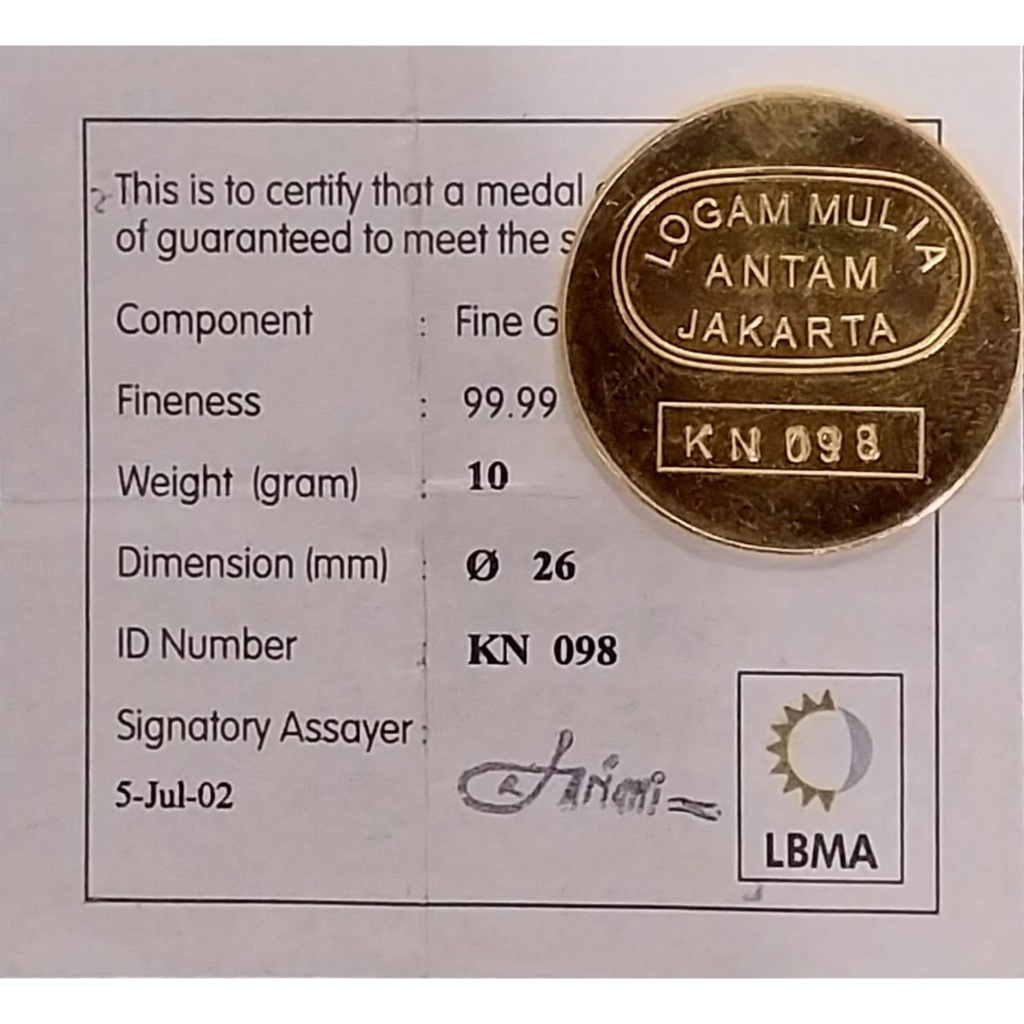 This is to certify that a medal
of guaranteed to meet the s
Component : Fine G
Fineness : 99.99
Weight (gram) : 10
Dimension (mm) : Ø 26
ID Number : KN 098
Signatory Assayer :
5-Jul-02
LBMA
LOGAM MULIA
ANTAM
JAKARTA
KN 098